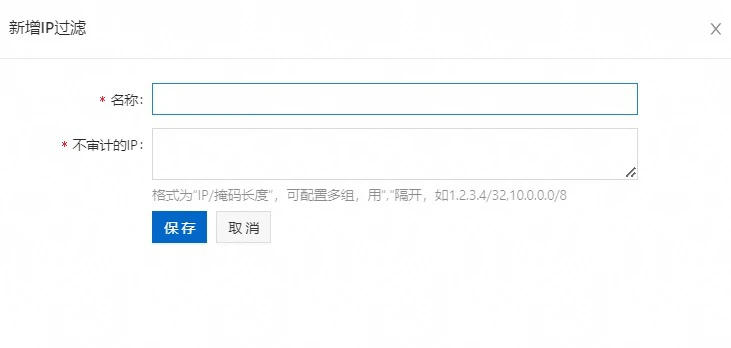 新增IP过滤
* 名称:
* 不审计的IP:
格式为"IP/掩码长度"，可配置多组，用","隔开，如1.2.3.4/32,10.0.0.0/8
保存 取消